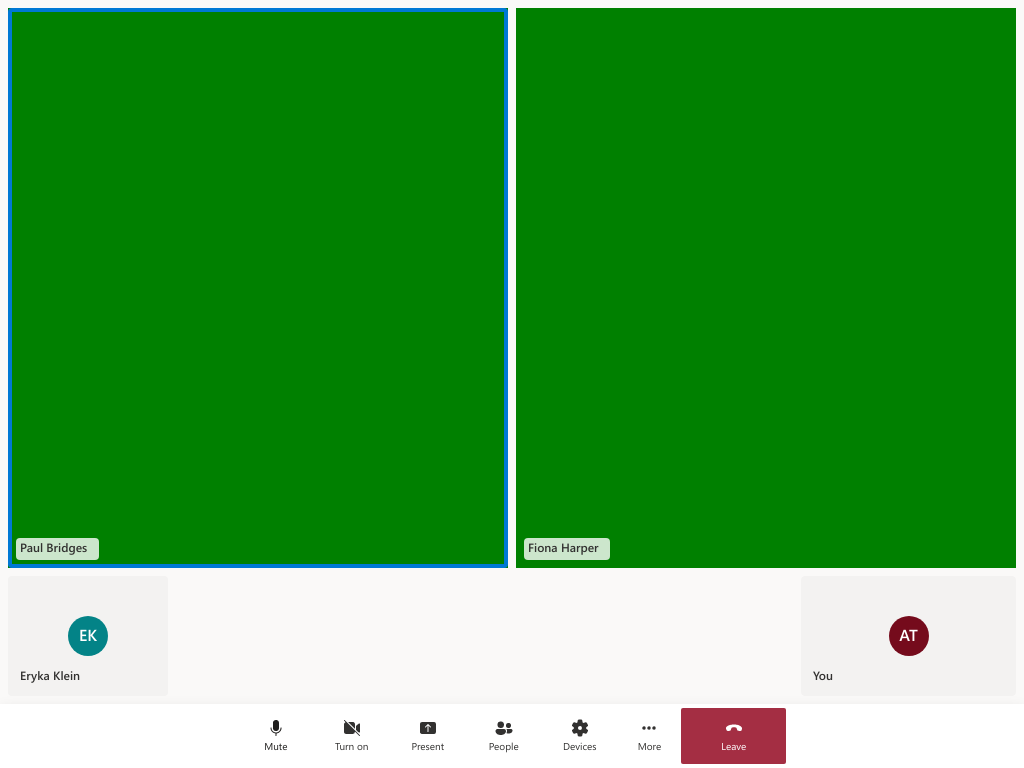 Paul Bridges
Fiona Harper
EK
Eryka Klein
AT
You
Mute
Turn on
Present
People
Devices
More
Leave